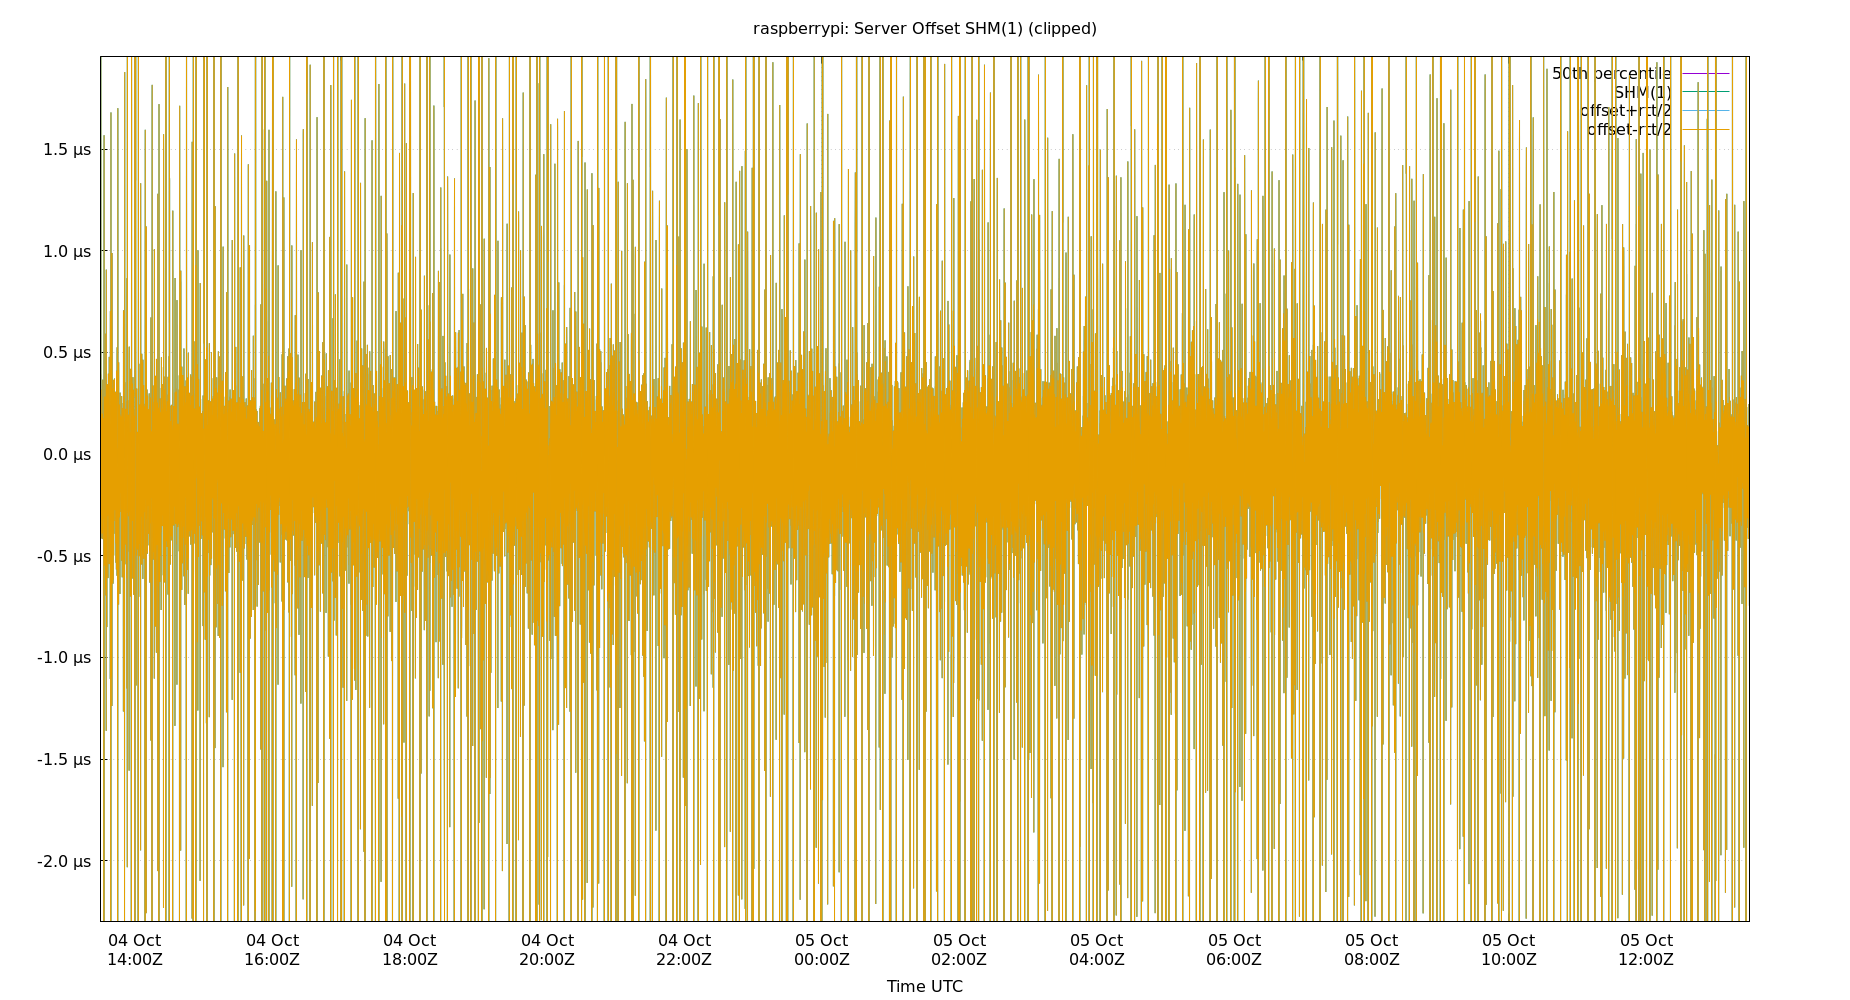 raspberrypi: Server Offset SHM(1) (clipped)
50th percentile
SHM(1)
offset+rtt/2
offset-rtt/2
1.5 µs
1.0 µs
0.5 µs
0.0 µs
-0.5 µs
-1.0 µs
-1.5 µs
-2.0 µs
04 Oct 04 Oct 04 Oct 04 Oct 04 Oct 05 Oct 05 Oct 05 Oct 05 Oct 05 Oct 05 Oct 05 Oct
14:00Z 16:00Z 18:00Z 20:00Z 22:00Z 00:00Z 02:00Z 04:00Z 06:00Z 08:00Z 10:00Z 12:00Z
Time UTC